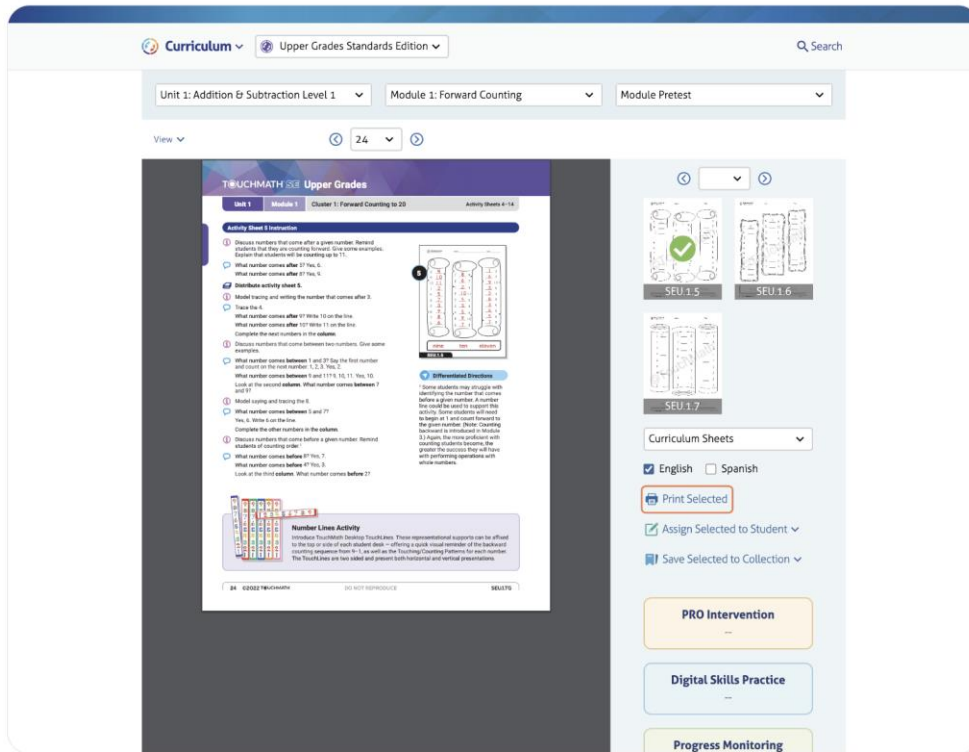 Curriculum
Upper Grades Standards Edition
Search
Unit 1: Addition & Subtraction Level 1
Module 1: Forward Counting
Module Pretest
View
24
TOUCHMATH SE Upper Grades
Unit 1
Module 1
Cluster 1: Forward Counting to 20
Activity Sheets 4–14
Activity Sheet 5 Instruction
Discuss numbers that come after a given number. Remind
students that they are counting forward. Give some examples.
Explain that students will be counting up to 11.
What number comes after 5? Yes, 6.
What number comes after 8? Yes, 9.
Distribute activity sheet 5.
Model tracing and writing the number that comes after 3.
Trace the 4.
What number comes after 9? Write 10 on the line.
What number comes after 10? Write 11 on the line.
Complete the next numbers in the column.
Discuss numbers that come between two numbers. Give some
examples.
What number comes between 1 and 3? Say the first number
and count on the next number: 1, 2, 3. Yes, 2.
What number comes between 9 and 11? 9, 10, 11. Yes, 10.
Look at the second column. What number comes between 7
and 9?
Model saying and tracing the 8.
What number comes between 5 and 7?
Yes, 6. Write 6 on the line.
Complete the other numbers in the column.
Discuss numbers that come before a given number. Remind
students of counting order.
What number comes before 8? Yes, 7.
What number comes before 4? Yes, 3.
Look at the third column. What number comes before 2?
5
nine ten eleven
SEU.1.5
Differentiated Directions
Some students may struggle with
identifying the number that comes
before a given number. A number
line could be used to support this
activity. Some students will need
to begin at 1 and count forward to
the given number. (Note: Counting
backward is introduced in Module
3.) Again, the more proficient with
counting students become, the
greater the success they will have
with performing operations with
whole numbers.
Number Lines Activity
Introduce TouchMath Desktop TouchLines. These representational supports can be affixed
to the top or side of each student desk — offering a quick visual reminder of the backward
counting sequence from 9–1, as well as the Touching/Counting Patterns for each number.
The TouchLines are two sided and present both horizontal and vertical presentations.
24 ©2022 TOUCHMATH
DO NOT REPRODUCE
SEU1TG
SEU.1.5
SEU.1.6
SEU.1.7
Curriculum Sheets
English
Spanish
Print Selected
Assign Selected to Student
Save Selected to Collection
PRO Intervention
--
Digital Skills Practice
--
Progress Monitoring